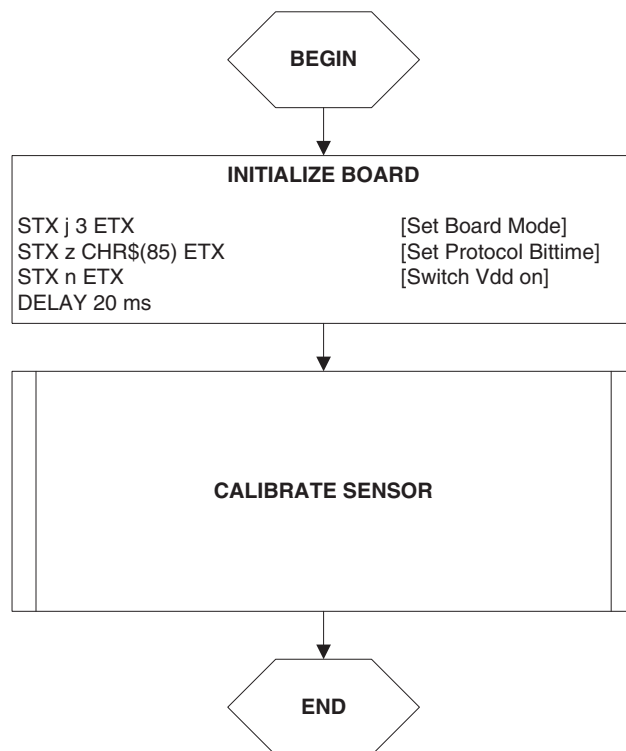 BEGIN
INITIALIZE BOARD
STX j 3 ETX [Set Board Mode]
STX z CHR$(85) ETX [Set Protocol Bittime]
STX n ETX [Switch Vdd on]
DELAY 20 ms
CALIBRATE SENSOR
END